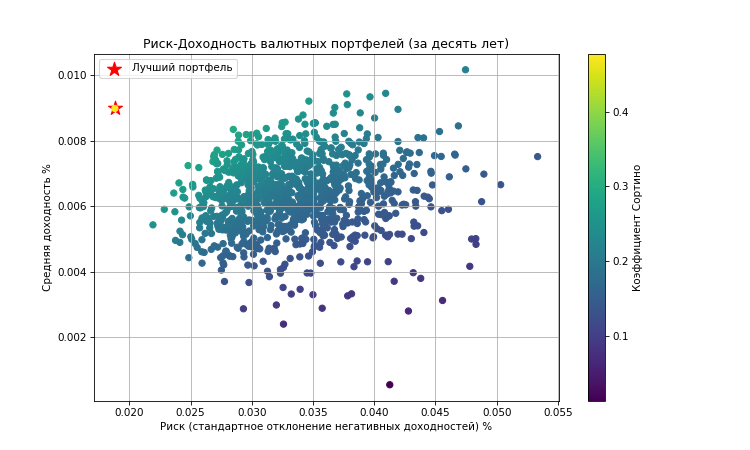 Риск-Доходность валютных портфелей (за десять лет)
Лучший портфель
Средняя доходность %
0.010
0.008
0.006
0.004
0.002
0.020 0.025 0.030 0.035 0.040 0.045 0.050 0.055
Риск (стандартное отклонение негативных доходностей) %
0.4
0.3
0.2
0.1
Коэффициент Сортино